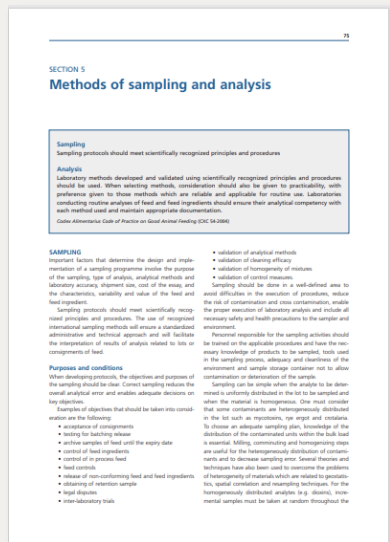 75
SECTION 5
Methods of sampling and analysis
Sampling
Sampling protocols should meet scientifically recognized principles and procedures
Analysis
Laboratory methods developed and validated using scientifically recognized principles and procedures
should be used. When selecting methods, consideration should also be given to practicability, with
preference given to those methods which are reliable and applicable for routine use. Laboratories
conducting routine analyses of feed and feed ingredients should ensure their analytical competency with
each method used and maintain appropriate documentation.
Codex Alimentarius Code of Practice on Good Animal Feeding (CXC 54-2004)
SAMPLING
Important factors that determine the design and imple-
mentation of a sampling programme involve the purpose
of the sampling, type of analysis, analytical methods and
laboratory accuracy, shipment size, cost of the essay, and
the characteristics, variability and value of the feed and
feed ingredient.
Sampling protocols should meet scientifically recog-
nized principles and procedures. The use of recognized
international sampling methods will ensure a standardized
administrative and technical approach and will facilitate
the interpretation of results of analysis related to lots or
consignments of feed.
Purposes and conditions
When developing protocols, the objectives and purposes of
the sampling should be clear. Correct sampling reduces the
overall analytical error and enables adequate decisions on
key objectives.
Examples of objectives that should be taken into consid-
eration are the following:
• acceptance of consignments
• testing for batching release
• archive samples of feed until the expiry date
• control of feed ingredients
• control of in process feed
• feed controls
• release of non-conforming feed and feed ingredients
• obtaining of retention sample
• legal disputes
• inter-laboratory trials
• validation of analytical methods
• validation of cleaning efficacy
• validation of homogeneity of mixtures
• validation of control measures
Sampling should be done in a well-defined area to
avoid difficulties in the execution of procedures, reduce
the risk of contamination and cross contamination, enable
the proper execution of laboratory analysis and include all
necessary safety and health precautions to the sampler and
environment.
Personnel responsible for the sampling activities should
be trained on the applicable procedures and have the nec-
essary knowledge of products to be sampled, tools used
in the sampling process, adequacy and cleanliness of the
environment and sample storage container not to allow
contamination or deterioration of the sample.
Sampling can be simple when the analyte to be deter-
mined is uniformly distributed in the lot to be sampled and
when the material is homogeneous. One must consider
that some contaminants are heterogeneously distributed
in the lot such as mycotoxins, rye ergot and crotalaria.
To choose an adequate sampling plan, knowledge of the
distribution of the contaminated units within the bulk load
is essential. Milling, commingling and homogenizing steps
are useful for the heterogeneously distribution of contami-
nants and to decrease sampling error. Several theories and
techniques have also been used to overcome the problems
of heterogeneity of materials which are related to geostatis-
tics, spatial correlation and resampling techniques. For the
homogeneously distributed analytes (e.g. dioxins), incre-
mental samples must be taken at random throughout the